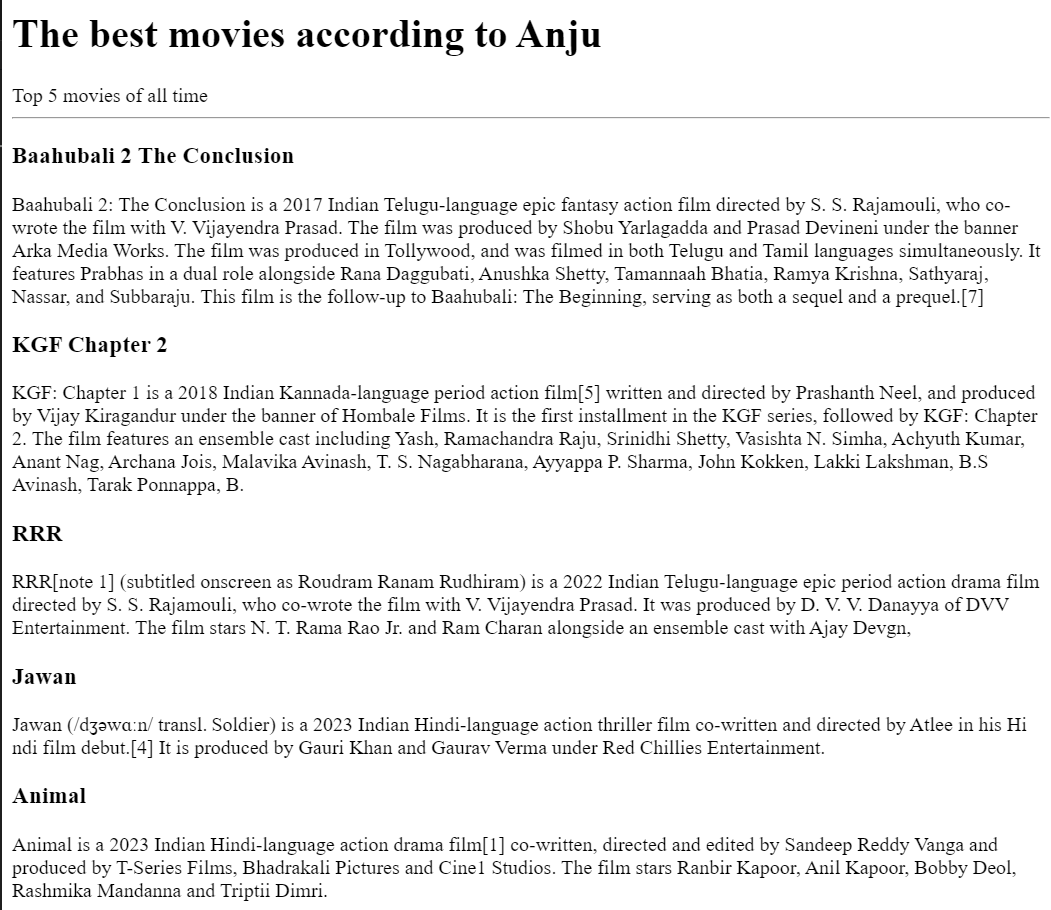 The best movies according to Anju
Top 5 movies of all time
Baahubali 2 The Conclusion
Baahubali 2: The Conclusion is a 2017 Indian Telugu-language epic fantasy action film directed by S. S. Rajamouli, who co-
wrote the film with V. Vijayendra Prasad. The film was produced by Shobu Yarlagadda and Prasad Devineni under the banner
Arka Media Works. The film was produced in Tollywood, and was filmed in both Telugu and Tamil languages simultaneously. It
features Prabhas in a dual role alongside Rana Daggubati, Anushka Shetty, Tamannaah Bhatia, Ramya Krishna, Sathyaraj,
Nassar, and Subbaraju. This film is the follow-up to Baahubali: The Beginning, serving as both a sequel and a prequel.[7]
KGF Chapter 2
KGF: Chapter 1 is a 2018 Indian Kannada-language period action film[5] written and directed by Prashanth Neel, and produced
by Vijay Kiragandur under the banner of Hombale Films. It is the first installment in the KGF series, followed by KGF: Chapter
2. The film features an ensemble cast including Yash, Ramachandra Raju, Srinidhi Shetty, Vasishta N. Simha, Achyuth Kumar,
Anant Nag, Archana Jois, Malavika Avinash, T. S. Nagabharana, Ayyappa P. Sharma, John Kokken, Lakki Lakshman, B.S
Avinash, Tarak Ponnappa, B.
RRR
RRR[note 1] (subtitled onscreen as Roudram Ranam Rudhiram) is a 2022 Indian Telugu-language epic period action drama film
directed by S. S. Rajamouli, who co-wrote the film with V. Vijayendra Prasad. It was produced by D. V. V. Danayya of DVV
Entertainment. The film stars N. T. Rama Rao Jr. and Ram Charan alongside an ensemble cast with Ajay Devgn,
Jawan
Jawan (/dʒəwɑːn/ transl. Soldier) is a 2023 Indian Hindi-language action thriller film co-written and directed by Atlee in his Hi
ndi film debut.[4] It is produced by Gauri Khan and Gaurav Verma under Red Chillies Entertainment.
Animal
Animal is a 2023 Indian Hindi-language action drama film[1] co-written, directed and edited by Sandeep Reddy Vanga and
produced by T-Series Films, Bhadrakali Pictures and Cine1 Studios. The film stars Ranbir Kapoor, Anil Kapoor, Bobby Deol,
Rashmika Mandanna and Triptii Dimri.